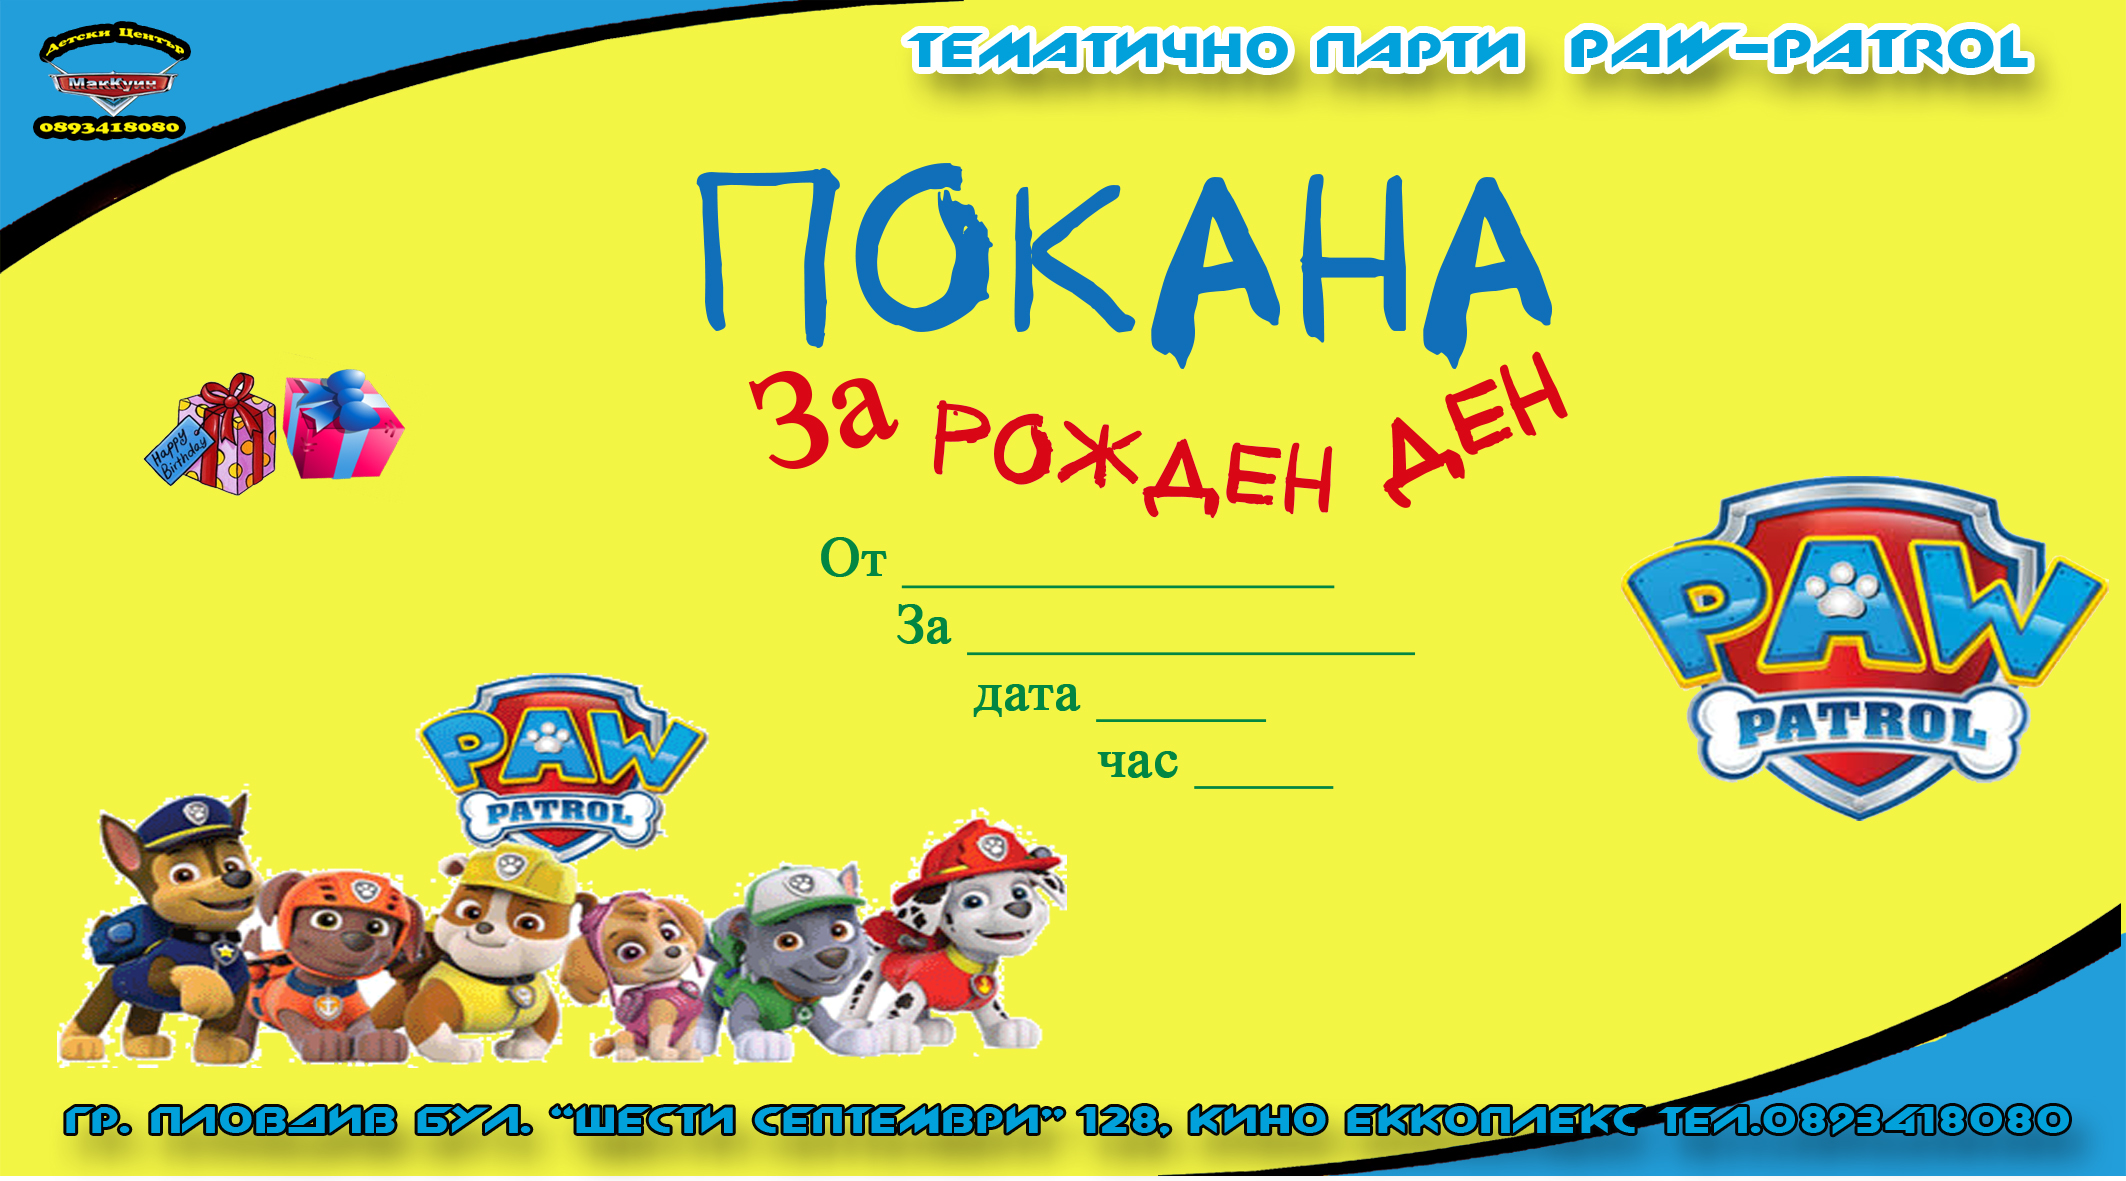 Детски Център
МакКуин
0893418080
ТЕМАТИЧНО ПАРТИ PAW-PATROL
ПОКАНА
За РОЖДЕН ДЕН
Happy
Birthday
От
За
дата
час
PAW
PATROL
PAW
PATROL
ГР. ПЛОВДИВ БУЛ. "ШЕСТИ СЕПТЕМВРИ" 128, КИНО ЕККОПЛЕКС ТЕЛ.0893418080